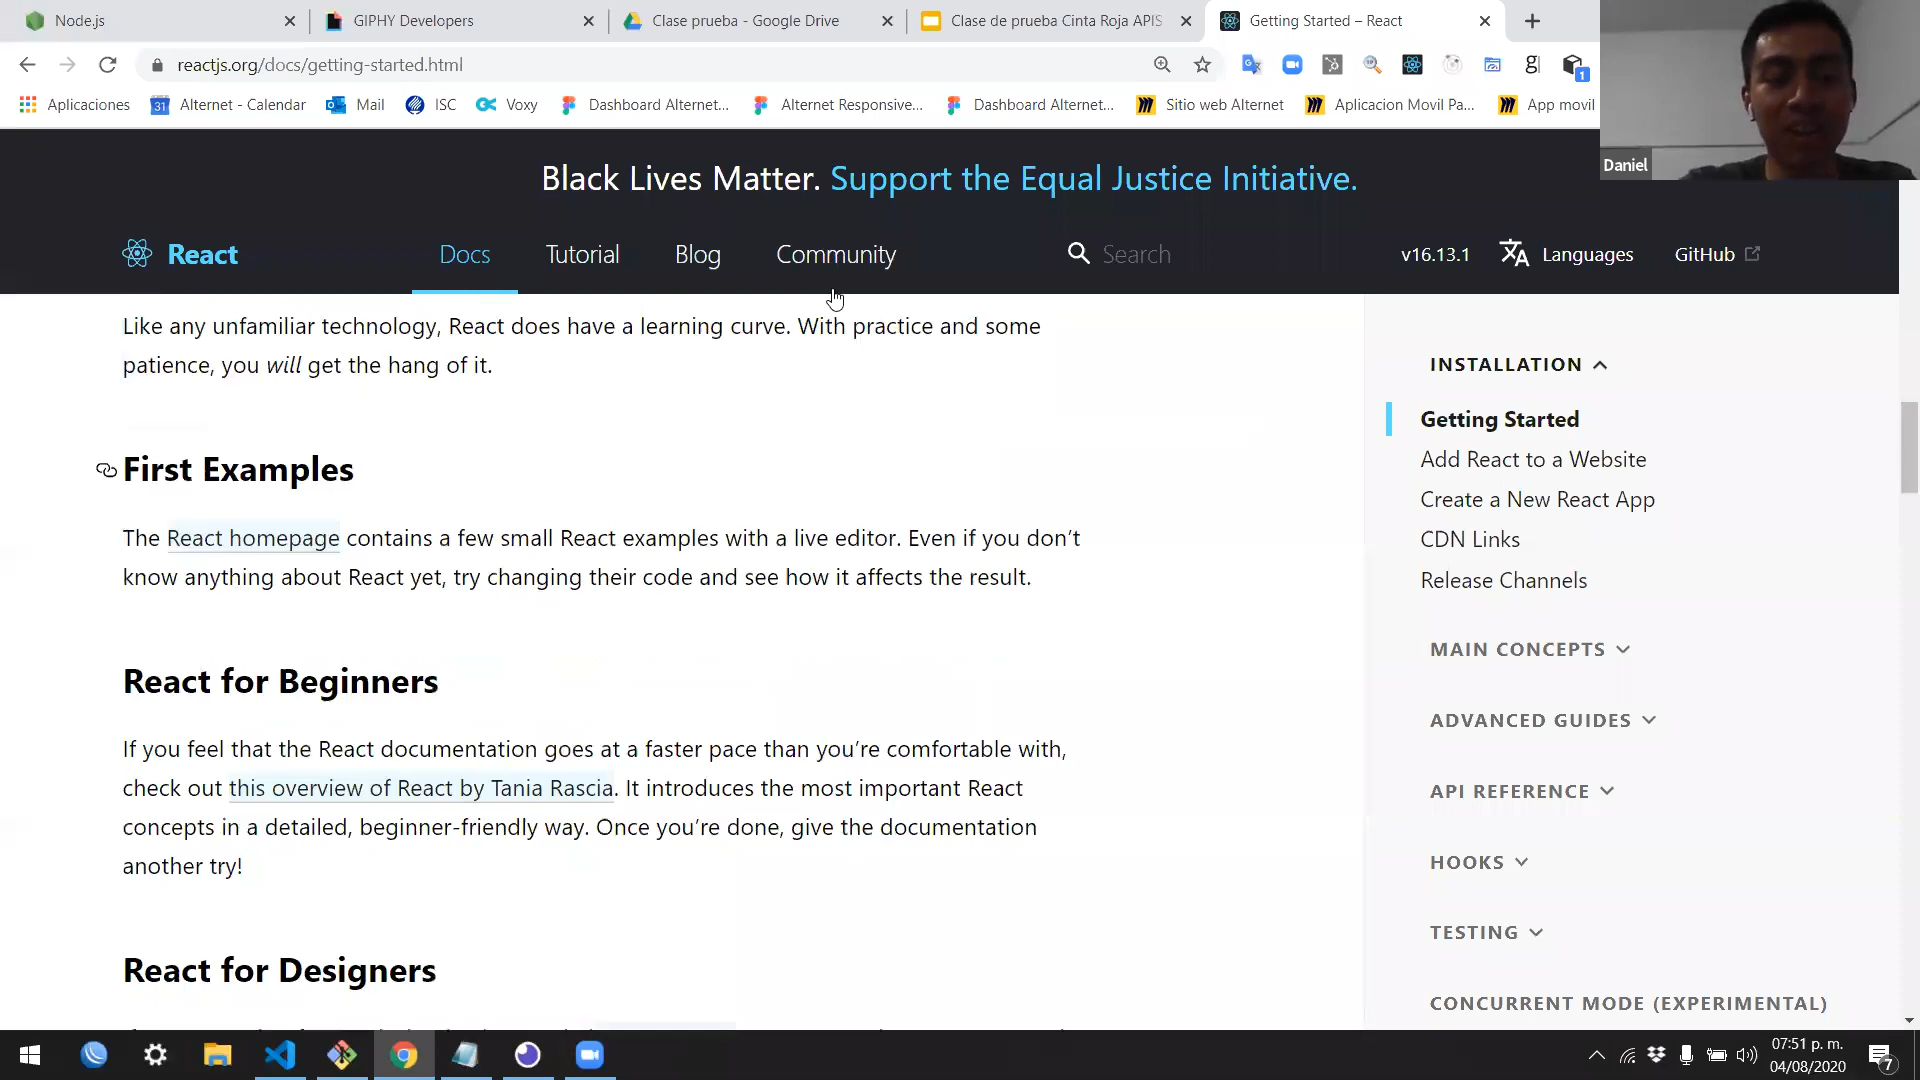 Node.js
GIPHY Developers
Clase prueba - Google Drive
Clase de prueba Cinta Roja APIS
Getting Started – React
reactjs.org/docs/getting-started.html
g
1
Aplicaciones
31
Alternet - Calendar
Mail
ISC
Voxy
Dashboard Alternet...
Alternet Responsive...
Dashboard Alternet...
Sitio web Alternet
Aplicacion Movil Pa...
App movil
Daniel
Black Lives Matter. Support the Equal Justice Initiative.
React
Docs
Tutorial
Blog
Community
Search
v16.13.1
Languages
GitHub
Like any unfamiliar technology, React does have a learning curve. With practice and some
patience, you will get the hang of it.
First Examples
The React homepage contains a few small React examples with a live editor. Even if you don’t
know anything about React yet, try changing their code and see how it affects the result.
React for Beginners
If you feel that the React documentation goes at a faster pace than you’re comfortable with,
check out this overview of React by Tania Rascia. It introduces the most important React
concepts in a detailed, beginner-friendly way. Once you’re done, give the documentation
another try!
React for Designers
INSTALLATION
Getting Started
Add React to a Website
Create a New React App
CDN Links
Release Channels
MAIN CONCEPTS
ADVANCED GUIDES
API REFERENCE
HOOKS
TESTING
CONCURRENT MODE (EXPERIMENTAL)
07:51 p. m.
04/08/2020
7